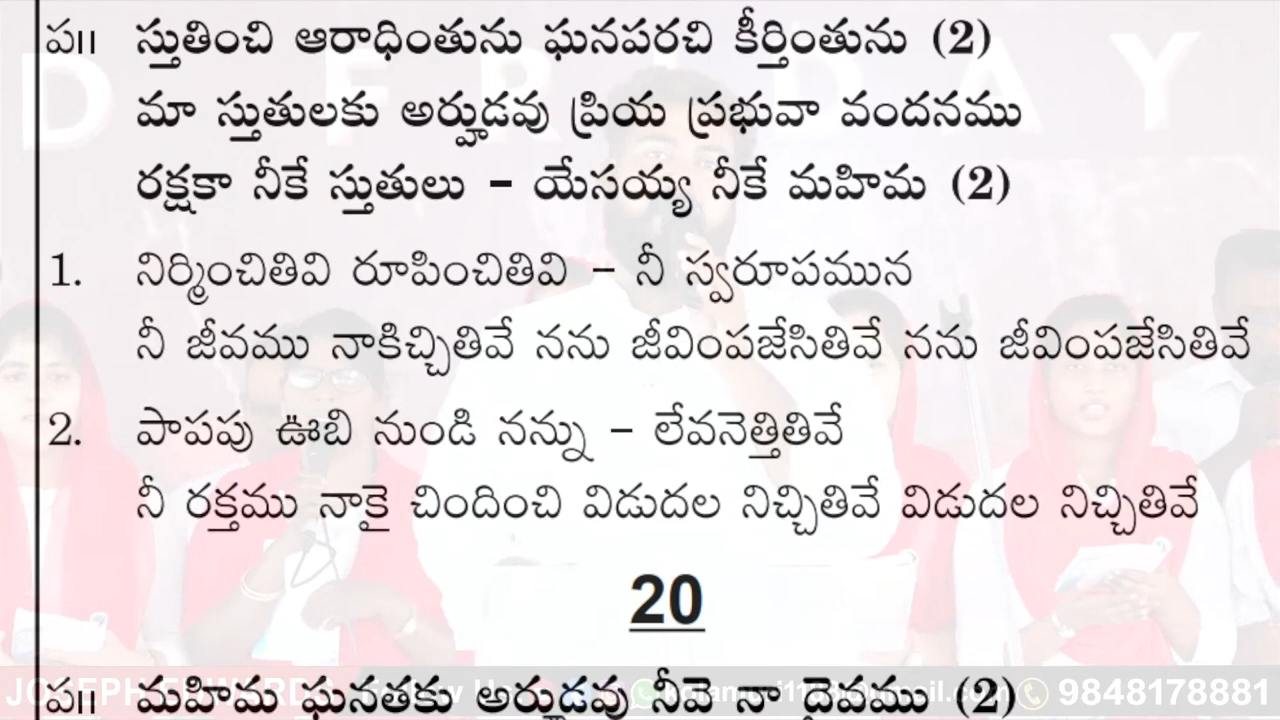 ప॥ స్తుతించి ఆరాధింతును ఘనపరచి కీర్తింతును (2)
మా స్తుతులకు అర్హుడవు ప్రియ ప్రభువా వందనము
రక్షకా నీకే స్తుతులు - యేసయ్య నీకే మహిమ (2)
1. నిర్మించితివి రూపించితివి - నీ స్వరూపమున
నీ జీవము నాకిచ్చితివే నను జీవింపజేసితివే నను జీవింపజేసితివే
2. పాపపు ఊబి నుండి నన్ను - లేవనెత్తితివే
నీ రక్తము నాకై చిందించి విడుదల నిచ్చితివే విడుదల నిచ్చితివే
20
ప॥ మహిమ ఘనతకు అర్హుడవు నీవె నా దైవము (2)
JOSEPH EDWARDS 9848178881